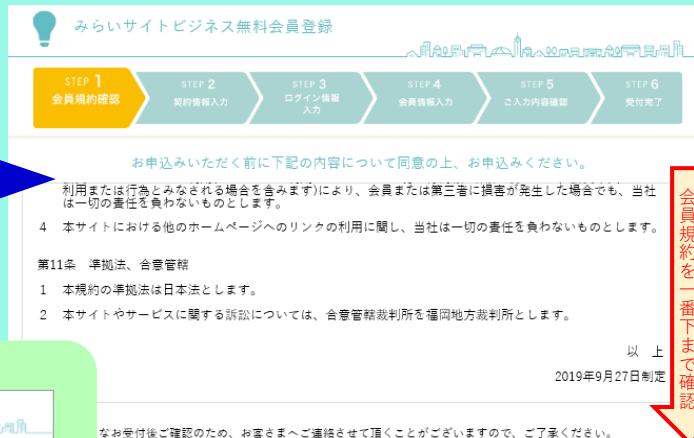 みらいサイトビジネス無料会員登録
STEP 1
会員規約確認
STEP 2
契約情報入力
STEP 3
ログイン情報
入力
STEP 4
会員情報入力
STEP 5
ご入力内容確認
STEP 6
受付完了
お申込みいただく前に下記の内容について同意の上、お申込みください。
利用または行為とみなされる場合を含みます)により、会員または第三者に損害が発生した場合でも、当社
は一切の責任を負わないものとします。
4 本サイトにおける他のホームページへのリンクの利用に関し、当社は一切の責任を負わないものとします。
第11条 準拠法、合意管轄
1 本規約の準拠法は日本法とします。
2 本サイトやサービスに関する訴訟については、合意管轄裁判所を福岡地方裁判所とします。
以 上
2019年9月27日制定
なお受付後ご確認のため、お客さまへご連絡させて頂くことがございますので、ご了承ください。
会員規約を一番下まで確認